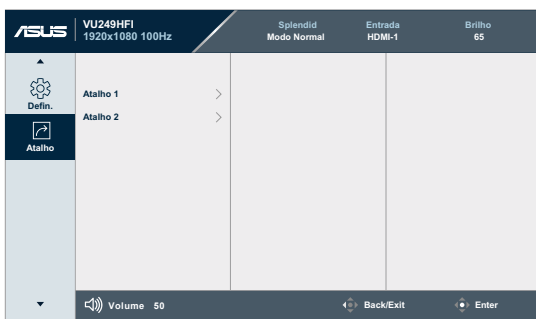 ASUS
VU249HFI
1920x1080 100Hz
Splendid
Modo Normal
Entrada
HDMI-1
Brilho
65
Defin.
Atalho
Atalho 1
Atalho 2
Volume 50
Back/Exit
Enter